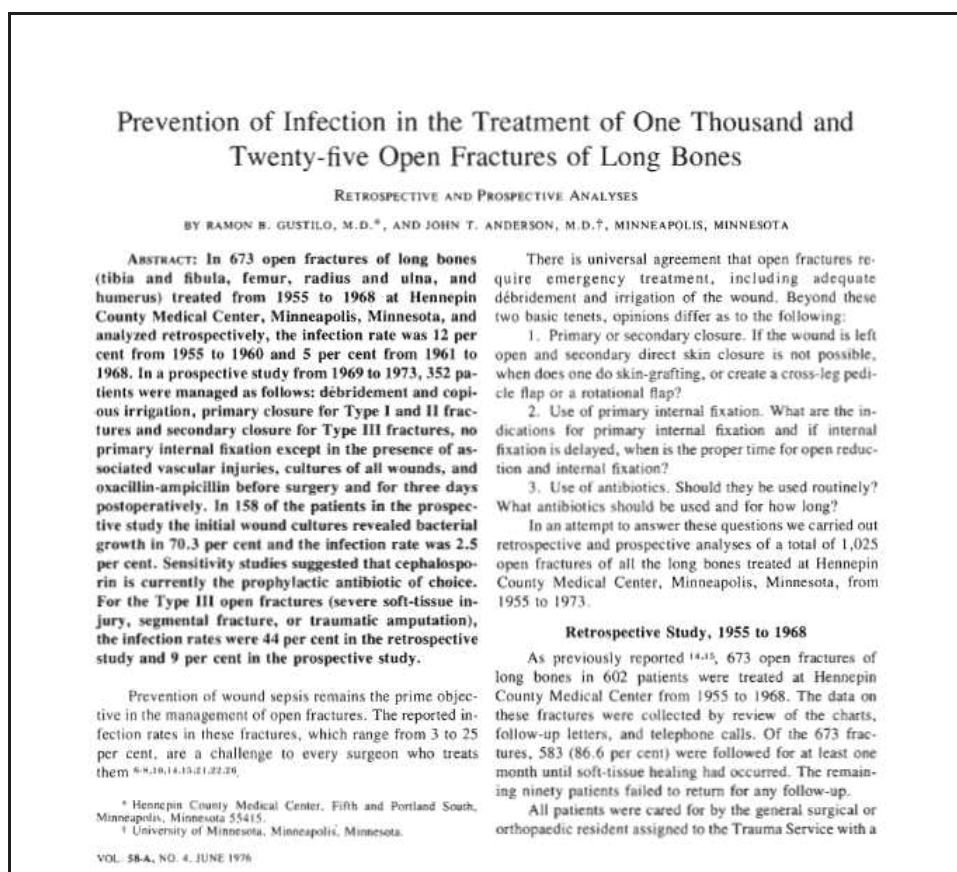 Prevention of Infection in the Treatment of One Thousand and
Twenty-five Open Fractures of Long Bones
RETROSPECTIVE AND PROSPECTIVE ANALYSES
BY RAMON B. GUSTILO, M.D.*, AND JOHN T. ANDERSON, M.D.†, MINNEAPOLIS, MINNESOTA
ABSTRACT: In 673 open fractures of long bones
(tibia and fibula, femur, radius and ulna, and
humerus) treated from 1955 to 1968 at Hennepin
County Medical Center, Minneapolis, Minnesota, and
analyzed retrospectively, the infection rate was 12 per
cent from 1955 to 1960 and 5 per cent from 1961 to
1968. In a prospective study from 1969 to 1973, 352 pa-
tients were managed as follows: débridement and copi-
ous irrigation, primary closure for Type I and II frac-
tures and secondary closure for Type III fractures, no
primary internal fixation except in the presence of as-
sociated vascular injuries, cultures of all wounds, and
oxacillin-ampicillin before surgery and for three days
postoperatively. In 158 of the patients in the prospec-
tive study the initial wound cultures revealed bacterial
growth in 70.3 per cent and the infection rate was 2.5
per cent. Sensitivity studies suggested that cephalospo-
rin is currently the prophylactic antibiotic of choice.
For the Type III open fractures (severe soft-tissue in-
jury, segmental fracture, or traumatic amputation),
the infection rates were 44 per cent in the retrospective
study and 9 per cent in the prospective study.
Prevention of wound sepsis remains the prime objec-
tive in the management of open fractures. The reported in-
fection rates in these fractures, which range from 3 to 25
per cent, are a challenge to every surgeon who treats
them
* Hennepin County Medical Center, Fifth and Portland South,
Minneapolis, Minnesota 55415.
† University of Minnesota, Minneapolis, Minnesota.
VOL. 58-A, NO. 4, JUNE 1976
There is universal agreement that open fractures re-
quire emergency treatment, including adequate
débridement and irrigation of the wound. Beyond these
two basic tenets, opinions differ as to the following:
1. Primary or secondary closure. If the wound is left
open and secondary direct skin closure is not possible,
when does one do skin-grafting, or create a cross-leg pedi-
cle flap or a rotational flap?
2. Use of primary internal fixation. What are the in-
dications for primary internal fixation and if internal
fixation is delayed, when is the proper time for open reduc-
tion and internal fixation?
3. Use of antibiotics. Should they be used routinely?
What antibiotics should be used and for how long?
In an attempt to answer these questions we carried out
retrospective and prospective analyses of a total of 1,025
open fractures of all the long bones treated at Hennepin
County Medical Center, Minneapolis, Minnesota, from
1955 to 1973.
Retrospective Study, 1955 to 1968
As previously reported 14,15, 673 open fractures of
long bones in 602 patients were treated at Hennepin
County Medical Center from 1955 to 1968. The data on
these fractures were collected by review of the charts,
follow-up letters, and telephone calls. Of the 673 frac-
tures, 583 (86.6 per cent) were followed for at least one
month until soft-tissue healing had occurred. The remain-
ing ninety patients failed to return for any follow-up.
All patients were cared for by the general surgical or
orthopaedic resident assigned to the Trauma Service with a